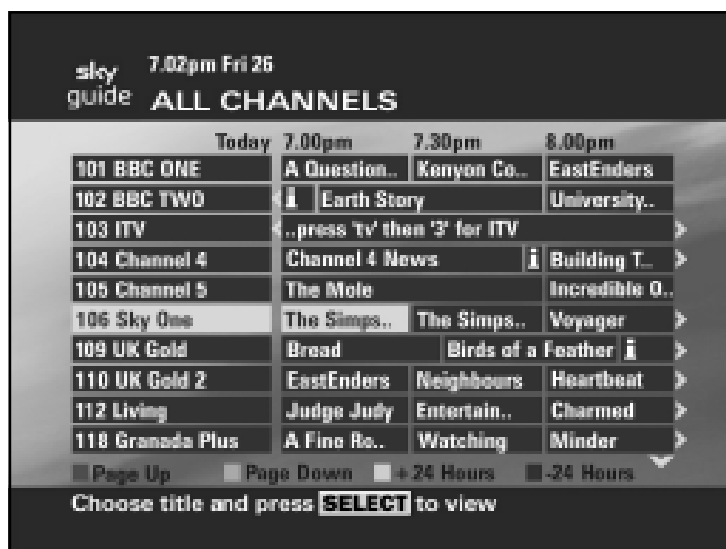 sky 7.02pm Fri 26
guide ALL CHANNELS
Today 7.00pm 7.30pm 8.00pm
101 BBC ONE A Question.. Kenyon Co.. EastEnders
102 BBC TWO i Earth Story University..
103 ITV ..press 'tv' then '3' for ITV
104 Channel 4 Channel 4 News i Building T..
105 Channel 5 The Mole Incredible O..
106 Sky One The Simps.. The Simps.. Voyager
109 UK Gold Bread Birds of a Feather i
110 UK Gold 2 EastEnders Neighbours Heartbeat
112 Living Judge Judy Entertain.. Charmed
118 Granada Plus A Fine Ro.. Watching Minder
Page Up Page Down +24 Hours -24 Hours
Choose title and press SELECT to view